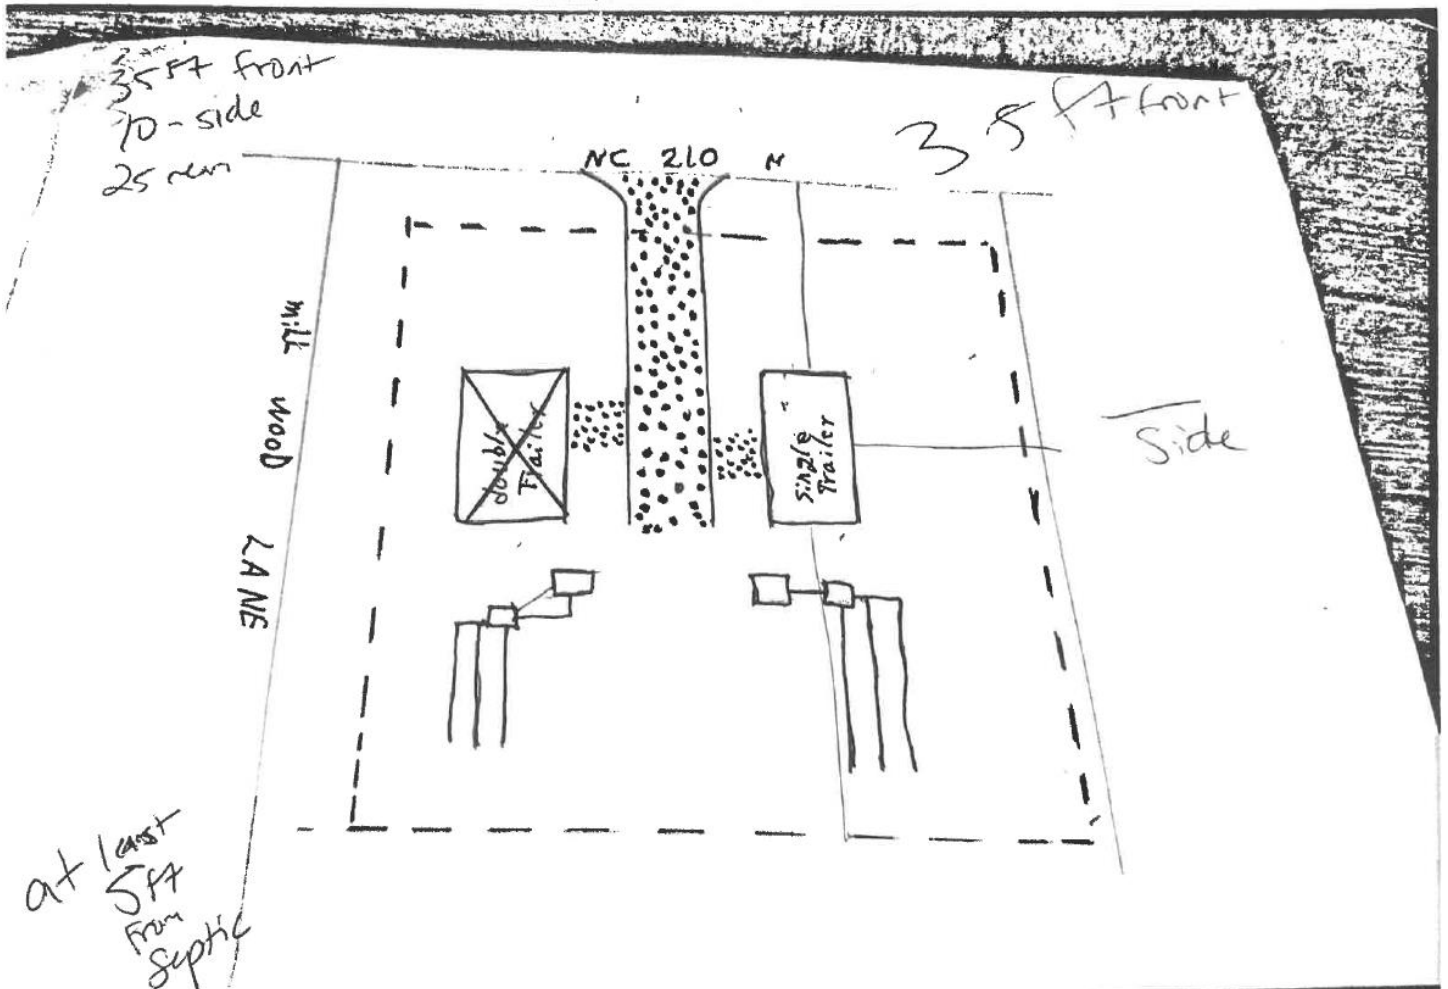 35 ft front
10 - side
25 rear
35 ft front
NC 210 N
mill wood LANE
double
Trailer
single
Trailer
Side
at least
5 ft
From
Septic